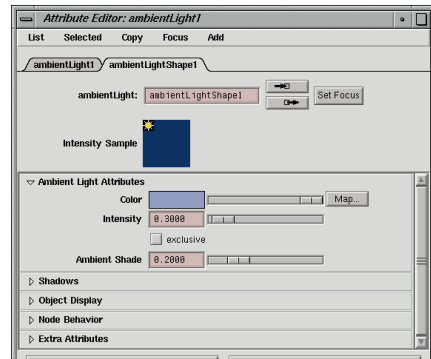 Attribute Editor: ambientLight1
List Selected Copy Focus Add
ambientLight1 ambientLightShape1
ambientLight: ambientLightShape1 Set Focus
Intensity Sample
Ambient Light Attributes
Color Map...
Intensity 0.3000
exclusive
Ambient Shade 0.2000
Shadows
Object Display
Node Behavior
Extra Attributes